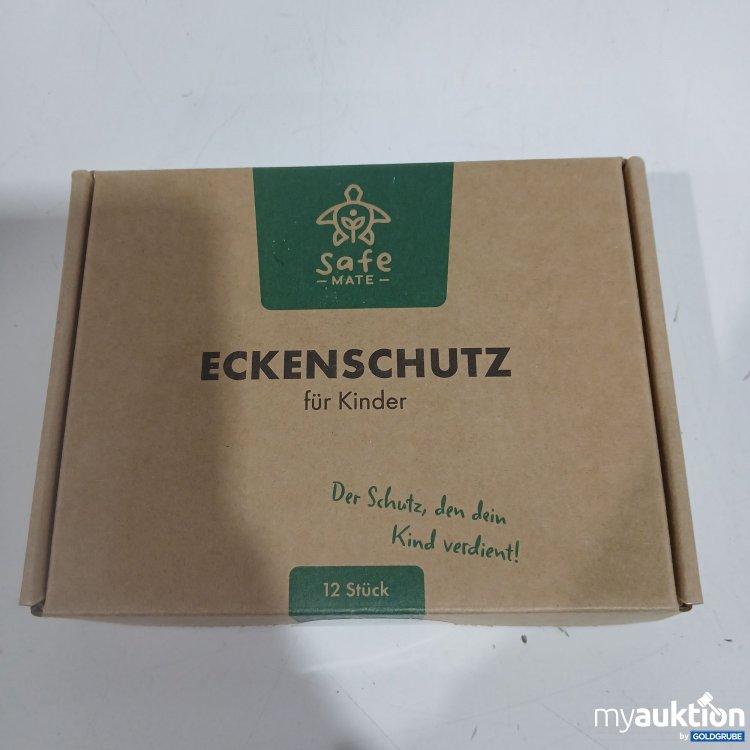 safe
MATE
ECKENSCHUTZ
für Kinder
Der Schutz, den dein
Kind verdient!
12 Stück
myauktion
by GOLDGRUBE